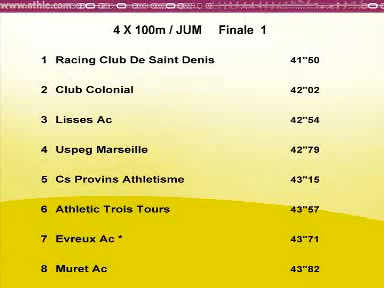 www.athle.com
4 X 100m / JUM Finale 1
1 Racing Club De Saint Denis 41"50
2 Club Colonial 42"02
3 Lisses Ac 42"54
4 Uspeg Marseille 42"79
5 Cs Provins Athletisme 43"15
6 Athletic Trois Tours 43"57
7 Evreux Ac * 43"71
8 Muret Ac 43"82